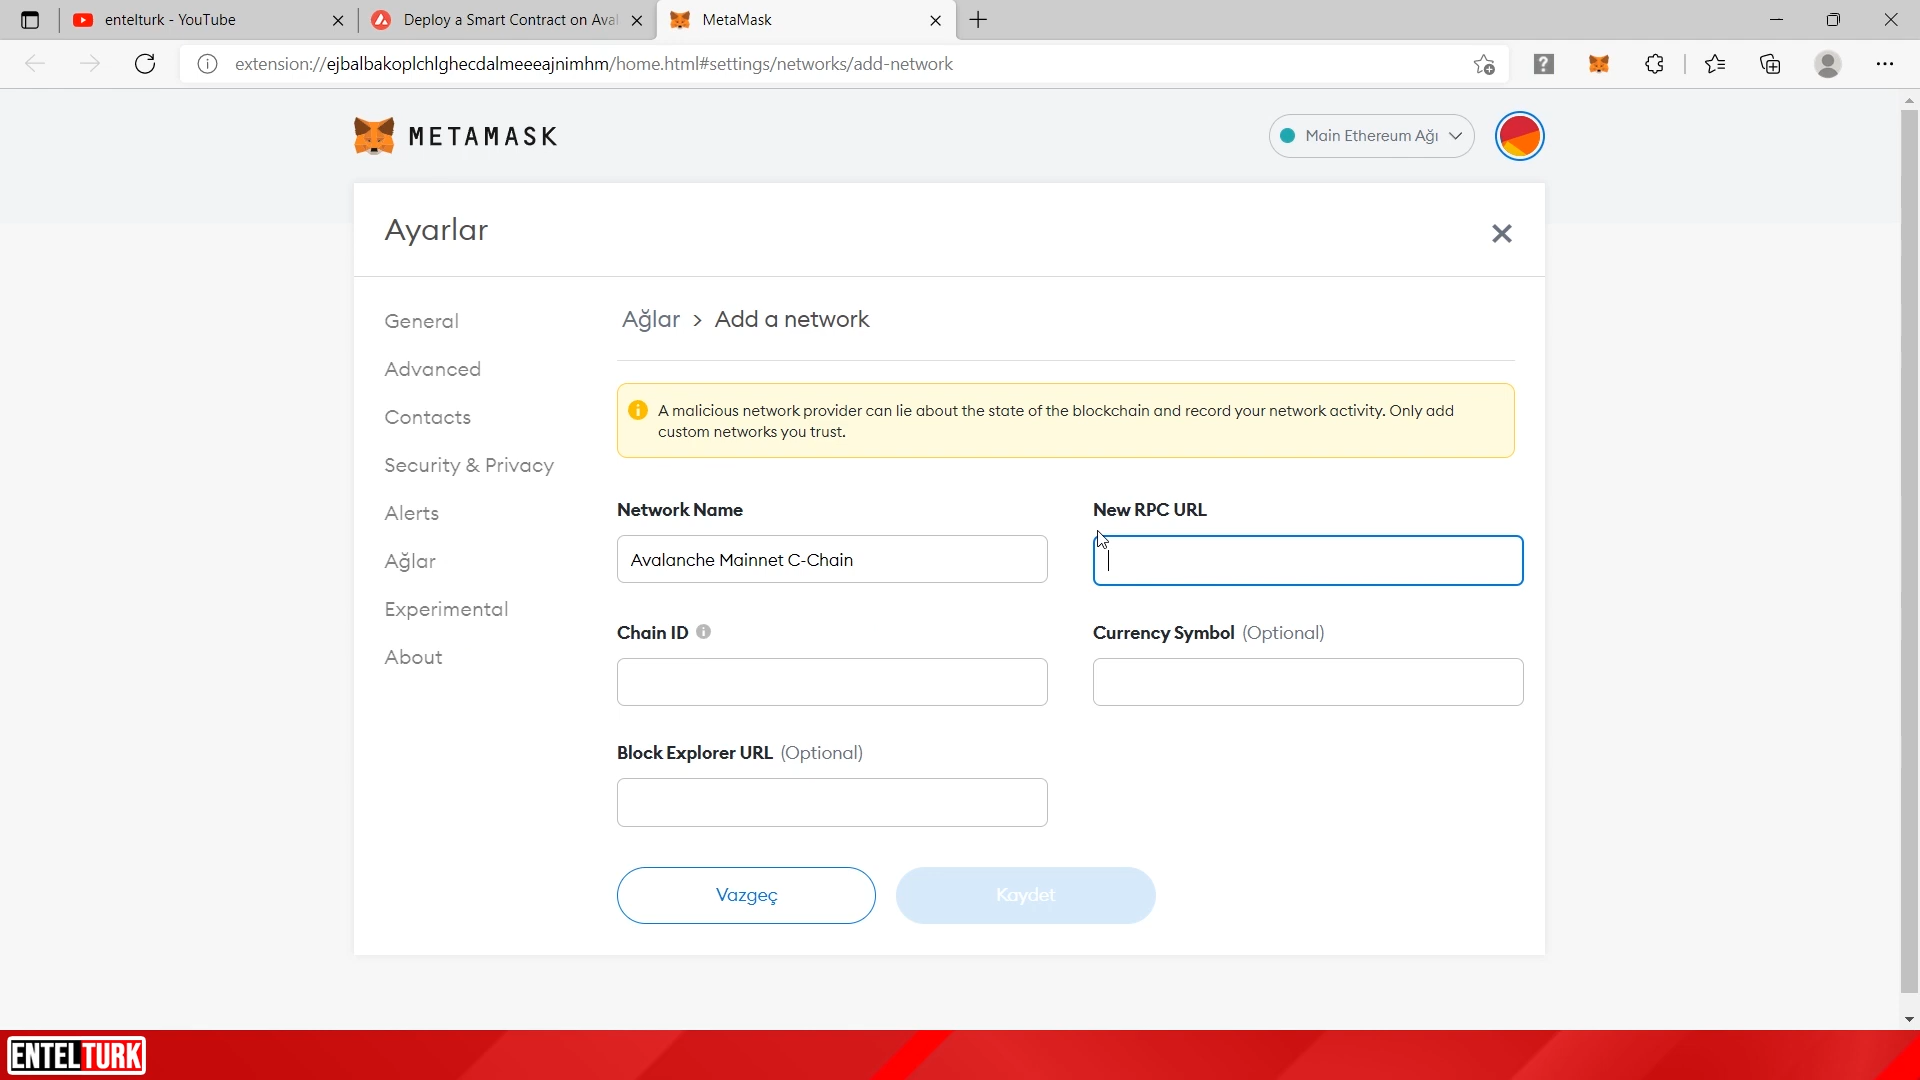 entelturk - YouTube
Deploy a Smart Contract on Aval
MetaMask
extension://ejbalbakoplchlghecdalmeeeajnimhm/home.html#settings/networks/add-network
METAMASK
Main Ethereum Ağı
Ayarlar
General
Advanced
Contacts
Security & Privacy
Alerts
Ağlar
Experimental
About
Ağlar > Add a network
A malicious network provider can lie about the state of the blockchain and record your network activity. Only add
custom networks you trust.
Network Name
Avalanche Mainnet C-Chain
New RPC URL
Chain ID
Currency Symbol (Optional)
Block Explorer URL (Optional)
Vazgeç
Kaydet
ENTELTURK